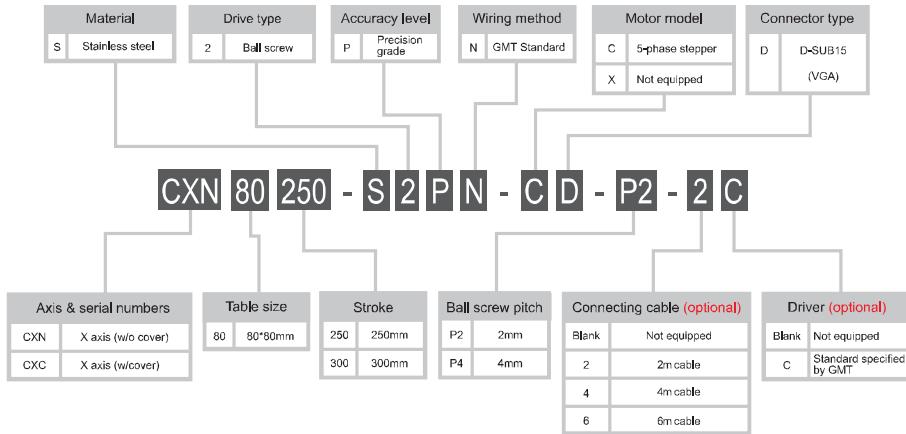 Material
S Stainless steel
Drive type
2 Ball screw
Accuracy level
P Precision
grade
Wiring method
N GMT Standard
Motor model
C 5-phase stepper
X Not equipped
Connector type
D D-SUB15
(VGA)
CXN 80 250 - S 2 P N - C D - P2 - 2 C
Axis & serial numbers
CXN X axis (w/o cover)
CXC X axis (w/cover)
Table size
80 80*80mm
Stroke
250 250mm
300 300mm
Ball screw pitch
P2 2mm
P4 4mm
Connecting cable (optional)
Blank Not equipped
2 2m cable
4 4m cable
6 6m cable
Driver (optional)
Blank Not equipped
C Standard specified
by GMT